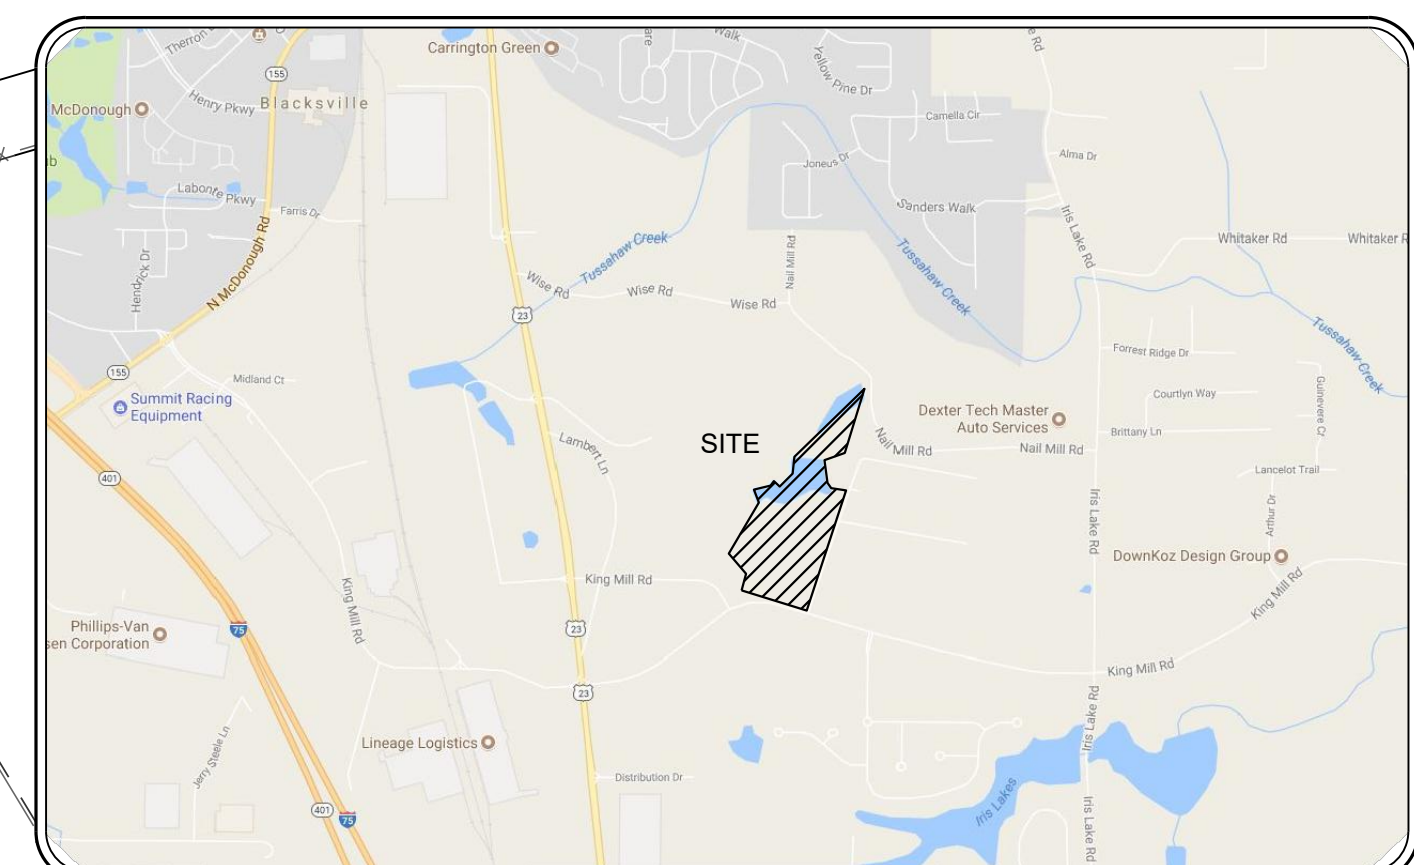 Therron
Carrington Green
Walk
Yellow Pine Dr
155
McDonough
Henry Pkwy
Blacksville
Camella Cir
Joneus Dr
Alma Dr
Labonte Pkwy
Farris Dr
Sanders Walk
Iris Lake Rd
Whitaker Rd
Whitaker R
Hendrick Dr
N McDonough Rd
Tussahaw Creek
Nail Mill Rd
Tussahaw Creek
Wise Rd
Wise Rd
Wise Rd
23
Tussahaw Creek
Forrest Ridge Dr
155
Midland Ct
Summit Racing
Equipment
Courtlyn Way
Guinevere Ct
Dexter Tech Master
Auto Services
SITE
Lambert Ln
Nail Mill Rd
Nail Mill Rd
Brittany Ln
Lancelot Trail
401
Iris Lake Rd
Arthur Dr
DownKoz Design Group
King Mill Rd
King Mill Rd
King Mill Rd
75
Phillips-Van
sen Corporation
23
King Mill Rd
23
Iris Lake Rd
Jerry Steele Ln
Lineage Logistics
Distribution Dr
Iris Lakes
401
75
Iris Lake Rd